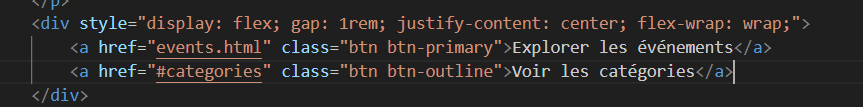 </p>
<div style="display: flex; gap: 1rem; justify-content: center; flex-wrap: wrap;">
<a href="events.html" class="btn btn-primary">Explorer les événements</a>
<a href="#categories" class="btn btn-outline">Voir les catégories</a>
</div>